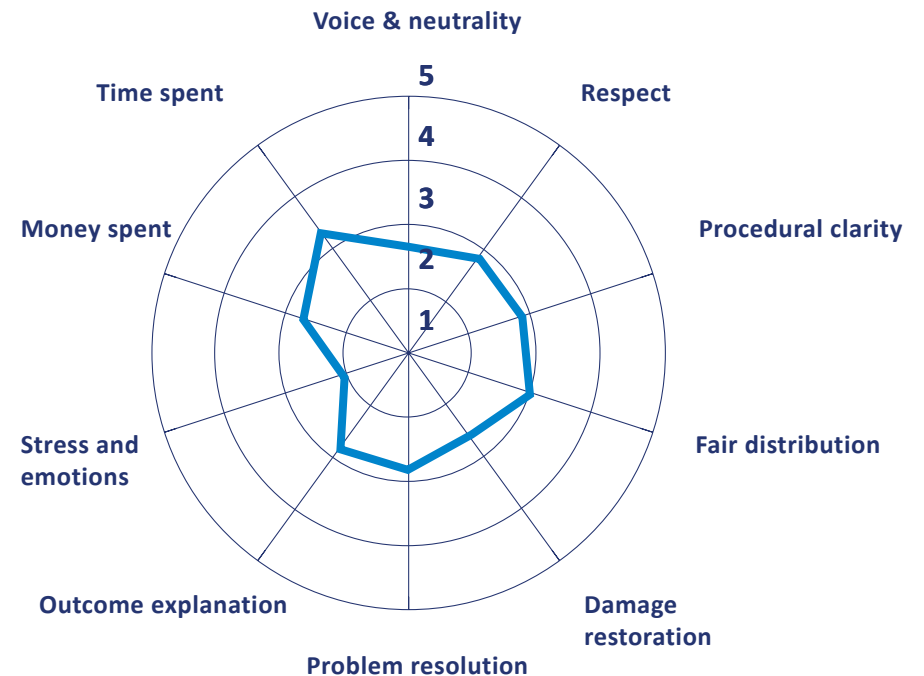 Voice & neutrality
5
Time spent
Respect
4
3
Money spent
Procedural clarity
2
1
Stress and
emotions
Fair distribution
Outcome explanation
Damage
restoration
Problem resolution